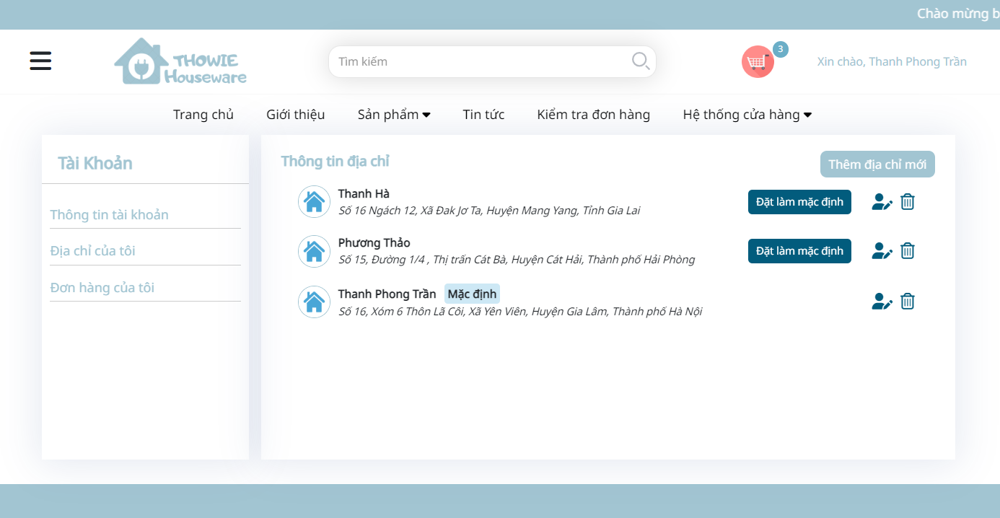 Chào mừng b
THOWIE
Houseware
Tìm kiếm
3
Xin chào, Thanh Phong Trần
Trang chủ Giới thiệu Sản phẩm Tin tức Kiểm tra đơn hàng Hệ thống cửa hàng
Tài Khoản
Thông tin tài khoản
Địa chỉ của tôi
Đơn hàng của tôi
Thông tin địa chỉ
Thêm địa chỉ mới
Thanh Hà
Số 16 Ngách 12, Xã Đak Jơ Ta, Huyện Mang Yang, Tỉnh Gia Lai
Đặt làm mặc định
Phương Thảo
Số 15, Đường 1/4 , Thị trấn Cát Bà, Huyện Cát Hải, Thành phố Hải Phòng
Đặt làm mặc định
Thanh Phong Trần Mặc định
Số 16, Xóm 6 Thôn Lã Côi, Xã Yên Viên, Huyện Gia Lâm, Thành phố Hà Nội